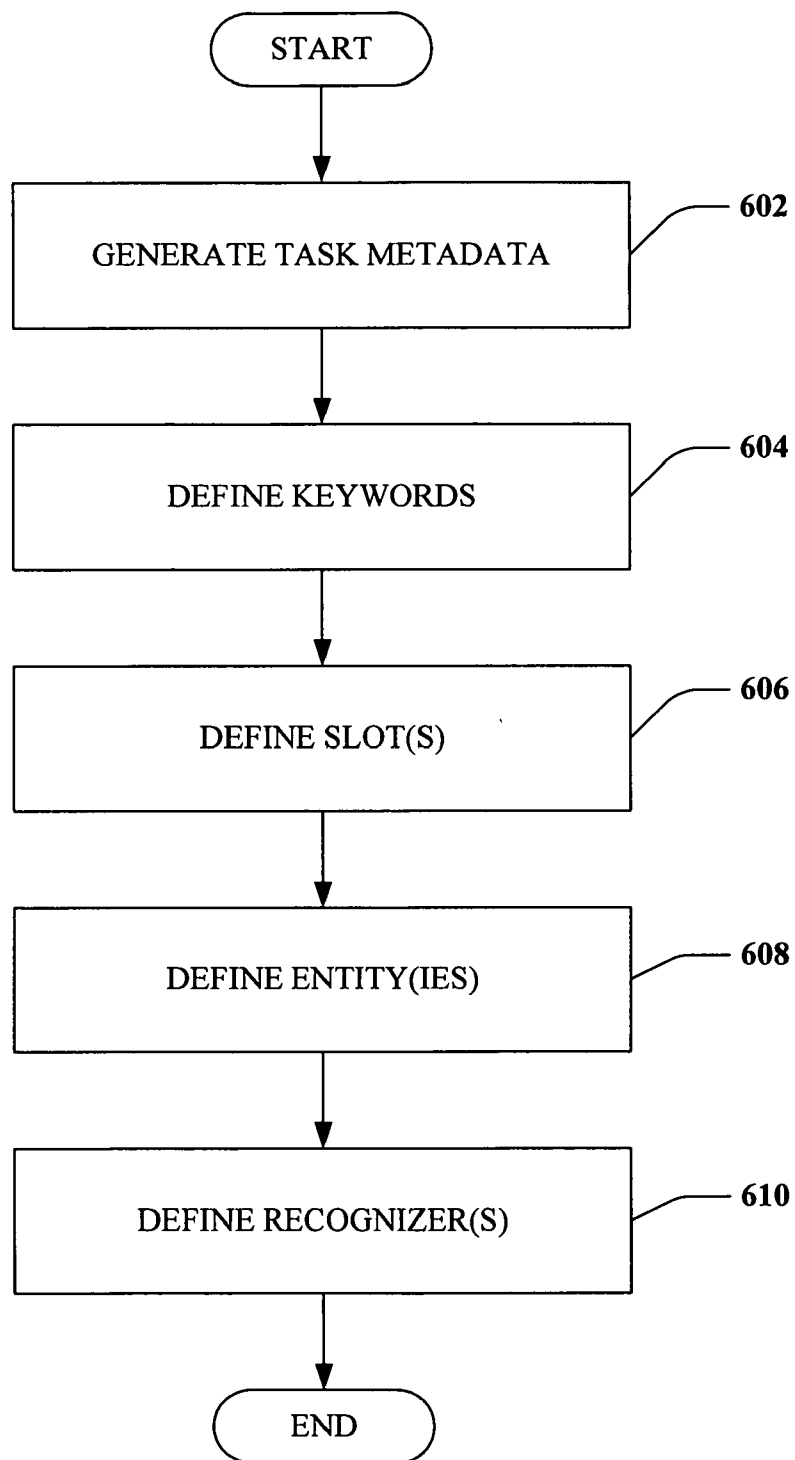 START
GENERATE TASK METADATA
602
DEFINE KEYWORDS
604
DEFINE SLOT(S)
606
DEFINE ENTITY(IES)
608
DEFINE RECOGNIZER(S)
610
END